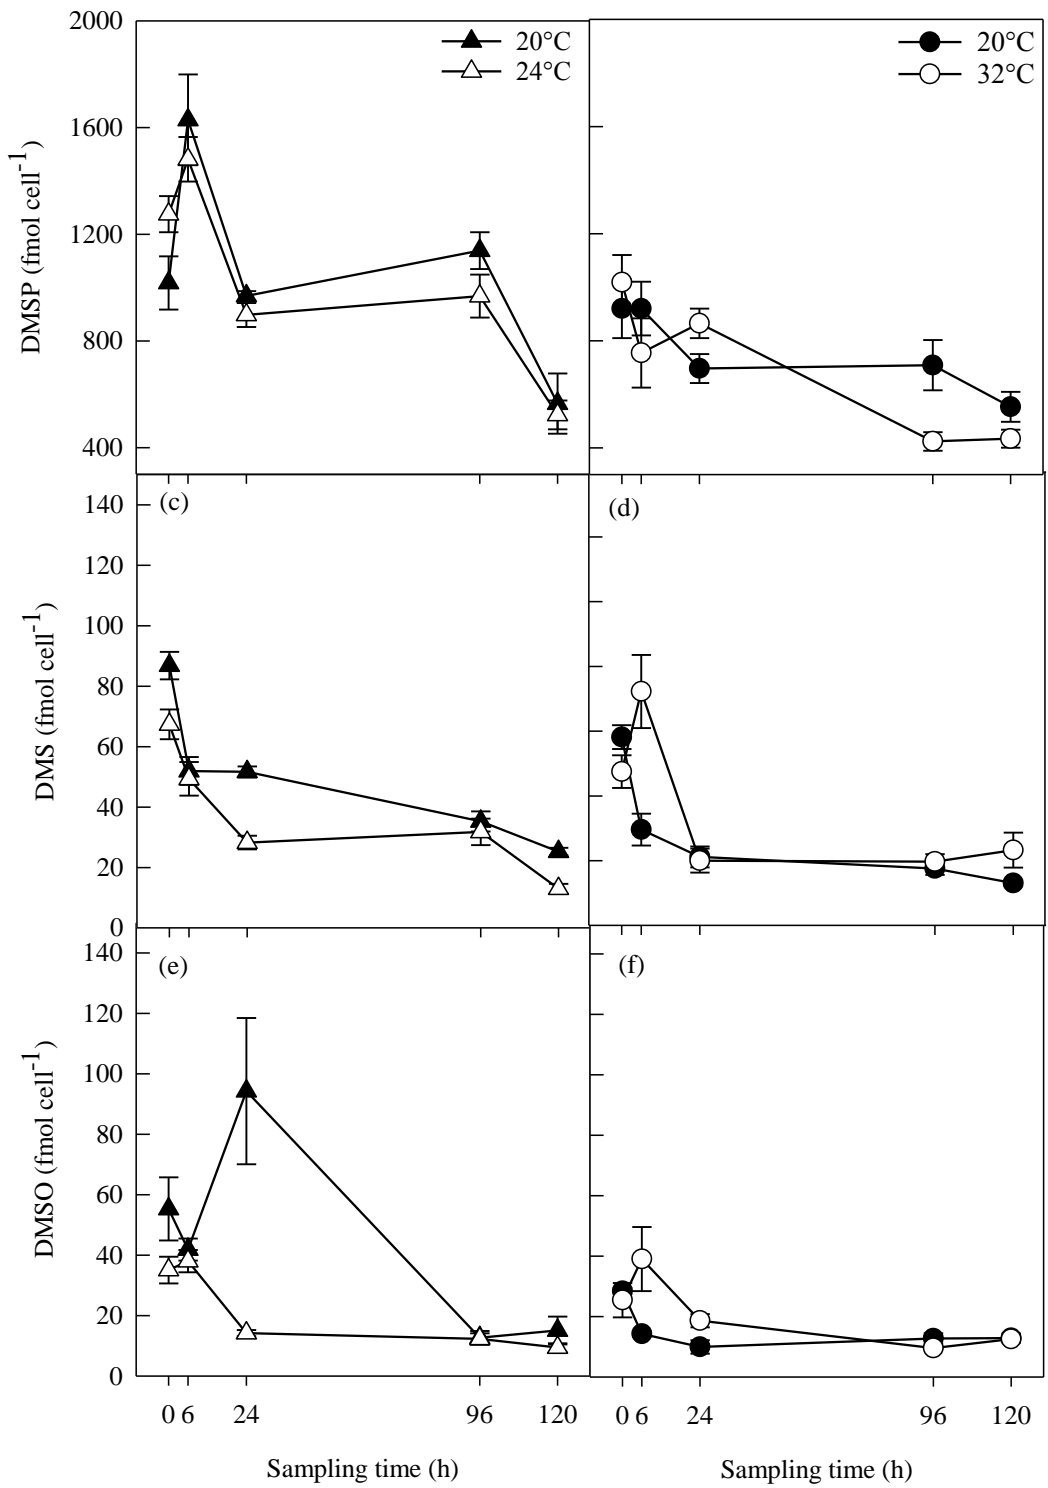 2000
1600
1200
800
400
DMSP (fmol cell-1)
20°C
24°C
20°C
32°C
(c)
(d)
140
120
100
80
60
40
20
0
DMS (fmol cell-1)
(e)
(f)
140
120
100
80
60
40
20
0
DMSO (fmol cell-1)
0 6 24 96 120
0 6 24 96 120
Sampling time (h)
Sampling time (h)